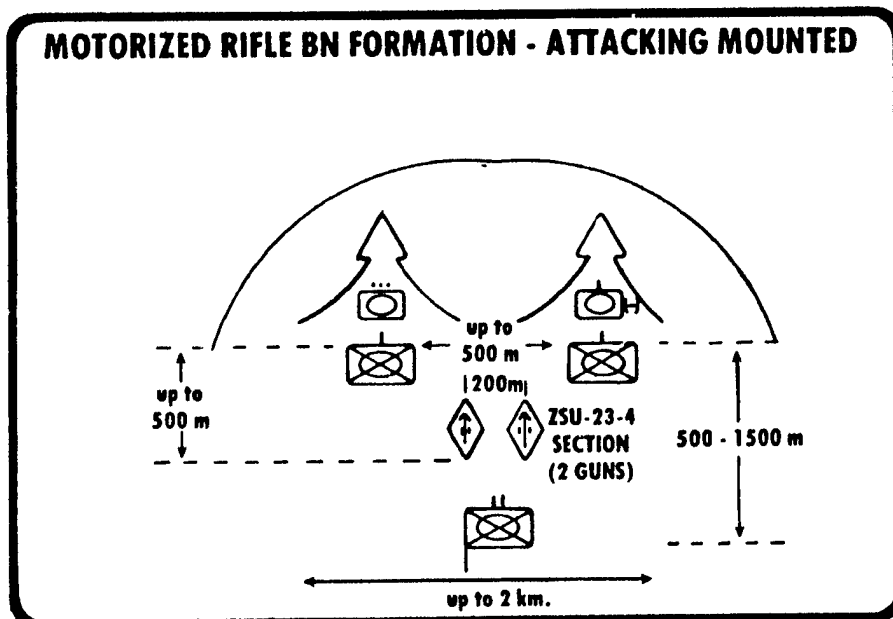 MOTORIZED RIFLE BN FORMATION - ATTACKING MOUNTED
up to
500 m
200m
up to
500 m
ZSU-23-4
SECTION
(2 GUNS)
500 - 1500 m
up to 2 km.